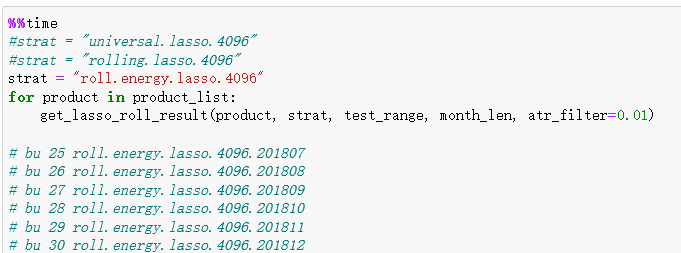 %%time
#strat = "universal.lasso.4096"
#strat = "rolling.lasso.4096"
strat = "roll.energy.lasso.4096"
for product in product_list:
    get_lasso_roll_result(product, strat, test_range, month_len, atr_filter=0.01)
# bu 25 roll.energy.lasso.4096.201807
# bu 26 roll.energy.lasso.4096.201808
# bu 27 roll.energy.lasso.4096.201809
# bu 28 roll.energy.lasso.4096.201810
# bu 29 roll.energy.lasso.4096.201811
# bu 30 roll.energy.lasso.4096.201812